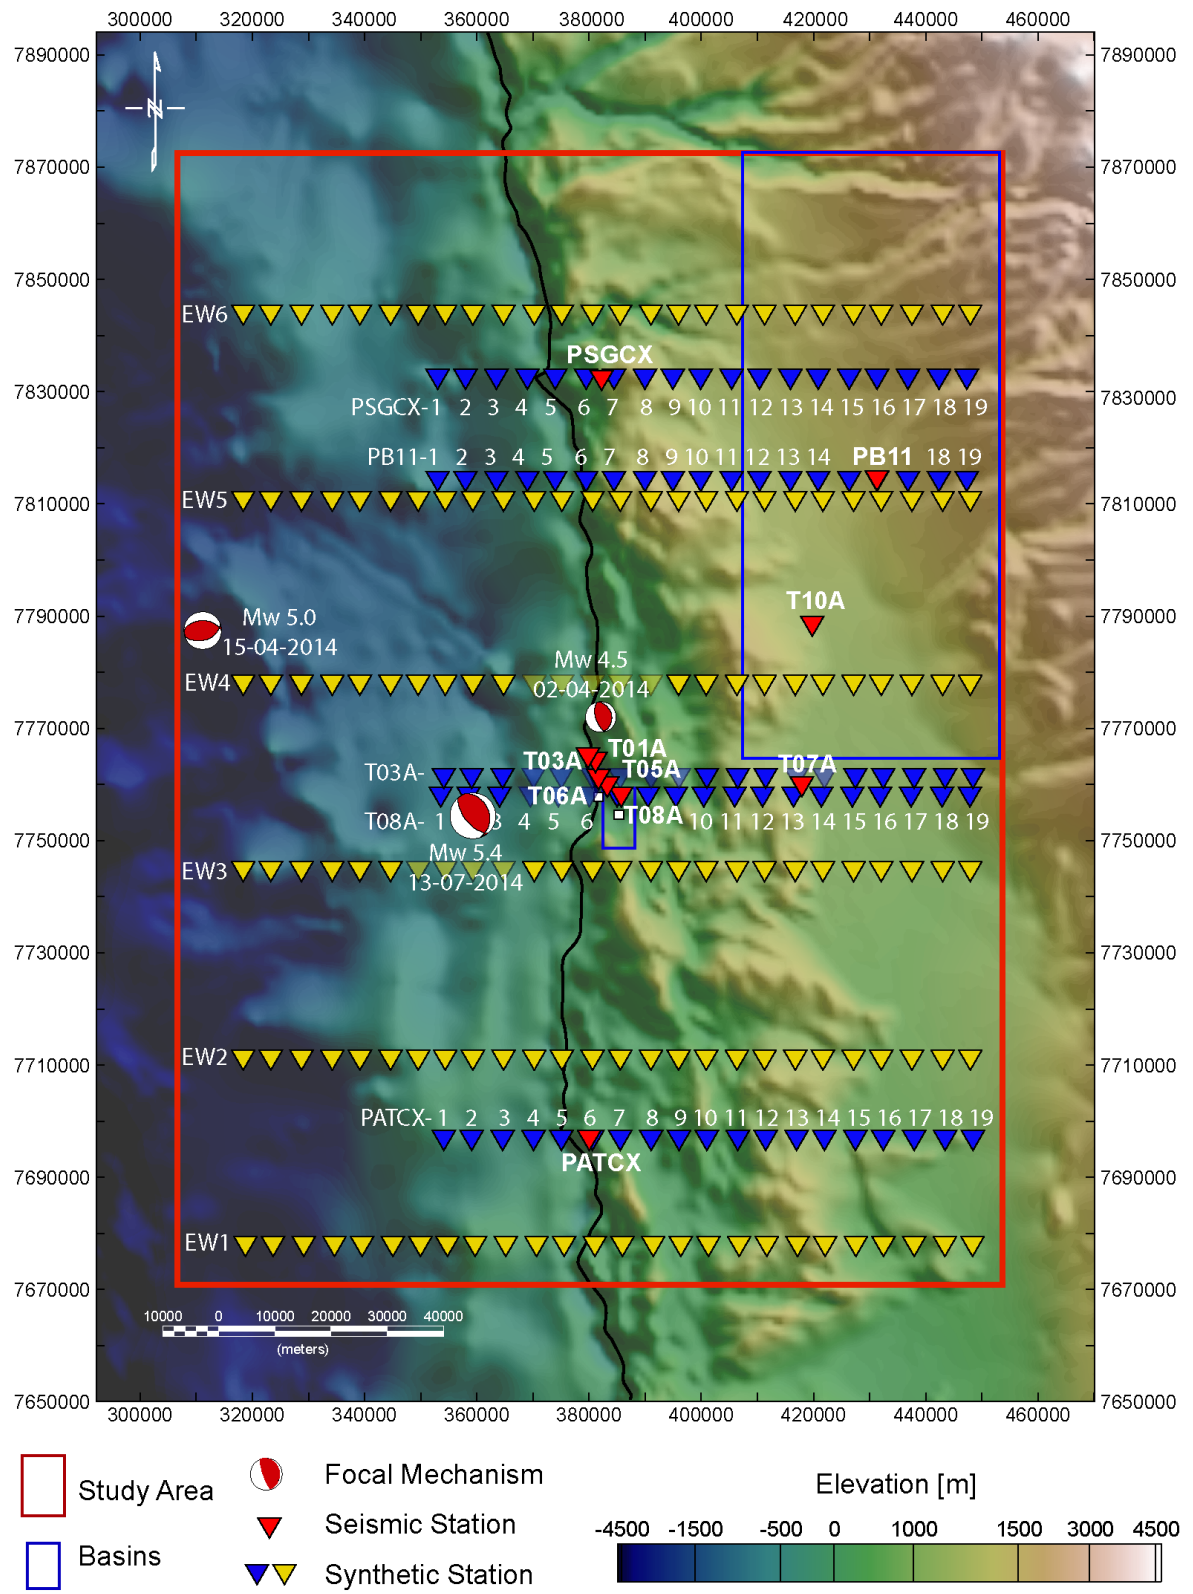 300000 320000 340000 360000 380000 400000 420000 440000 460000
7890000 7890000
N
7870000 7870000
7850000 7850000
EW6
PSGCX
7830000 7830000
PSGCX-1 2 3 4 5 6 7 8 9 10 11 12 13 14 15 16 17 18 19
PB11-1 2 3 4 5 6 7 8 9 10 11 12 13 14 PB11 18 19
7810000 EW5 7810000
T10A
7790000 7790000
Mw 5.0
15-04-2014
Mw 4.5
EW4 02-04-2014
7770000 7770000
T01A
T03A
T03A- T05A T07A
T06A
T08A
T08A- 1 3 4 5 6 10 11 12 13 14 15 16 17 18 19
7750000 7750000
Mw 5.4
EW3 13-07-2014
7730000 7730000
EW2
7710000 7710000
PATCX- 1 2 3 4 5 6 7 8 9 10 11 12 13 14 15 16 17 18 19
PATCX
7690000 7690000
EW1
7670000 7670000
10000 0 10000 20000 30000 40000
(meters)
7650000 7650000
300000 320000 340000 360000 380000 400000 420000 440000 460000
Study Area
Basins
Focal Mechanism
Seismic Station
Synthetic Station
Elevation [m]
-4500 -1500 -500 0 1000 1500 3000 4500